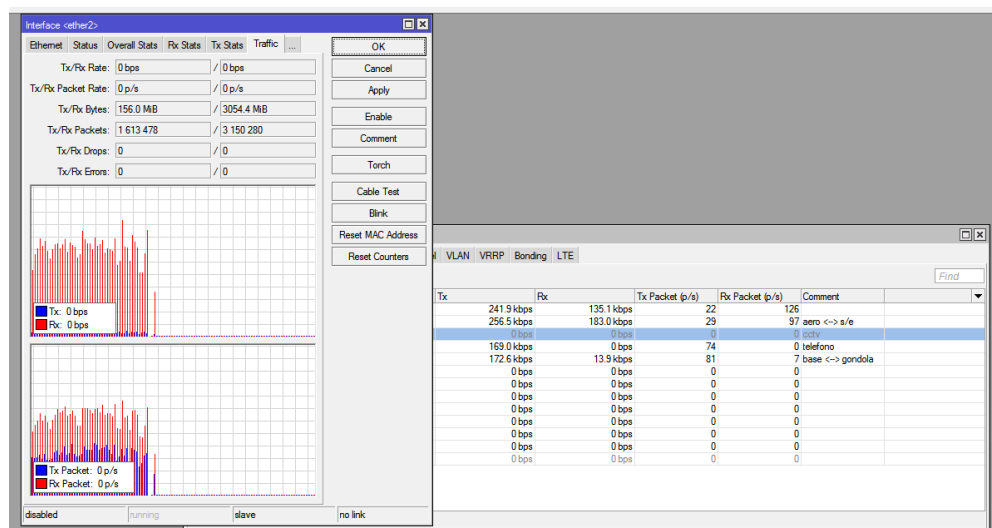 Interface <ether2>
Ethernet Status Overall Stats Rx Stats Tx Stats Traffic ...
OK
Tx/Rx Rate: 0 bps / 0 bps
Cancel
Tx/Rx Packet Rate: 0 p/s / 0 p/s
Apply
Tx/Rx Bytes: 156.0 MiB / 3054.4 MiB
Enable
Tx/Rx Packets: 1 613 478 / 3 150 280
Comment
Tx/Rx Drops: 0 / 0
Torch
Tx/Rx Errors: 0 / 0
Cable Test
Blink
Reset MAC Address
Reset Counters
Tx: 0 bps
Rx: 0 bps
Tx Packet: 0 p/s
Rx Packet: 0 p/s
disabled running slave no link
VLAN VRRP Bonding LTE
Find
Tx Rx Tx Packet (p/s) Rx Packet (p/s) Comment
241.9 kbps 135.1 kbps 22 126
256.5 kbps 183.0 kbps 29 97 aero <--> s/e
0 bps 0 bps 0 0 cctv
169.0 kbps 0 bps 74 0 telefono
172.6 kbps 13.9 kbps 81 7 base <--> gondola
0 bps 0 bps 0 0
0 bps 0 bps 0 0
0 bps 0 bps 0 0
0 bps 0 bps 0 0
0 bps 0 bps 0 0
0 bps 0 bps 0 0
0 bps 0 bps 0 0
0 bps 0 bps 0 0